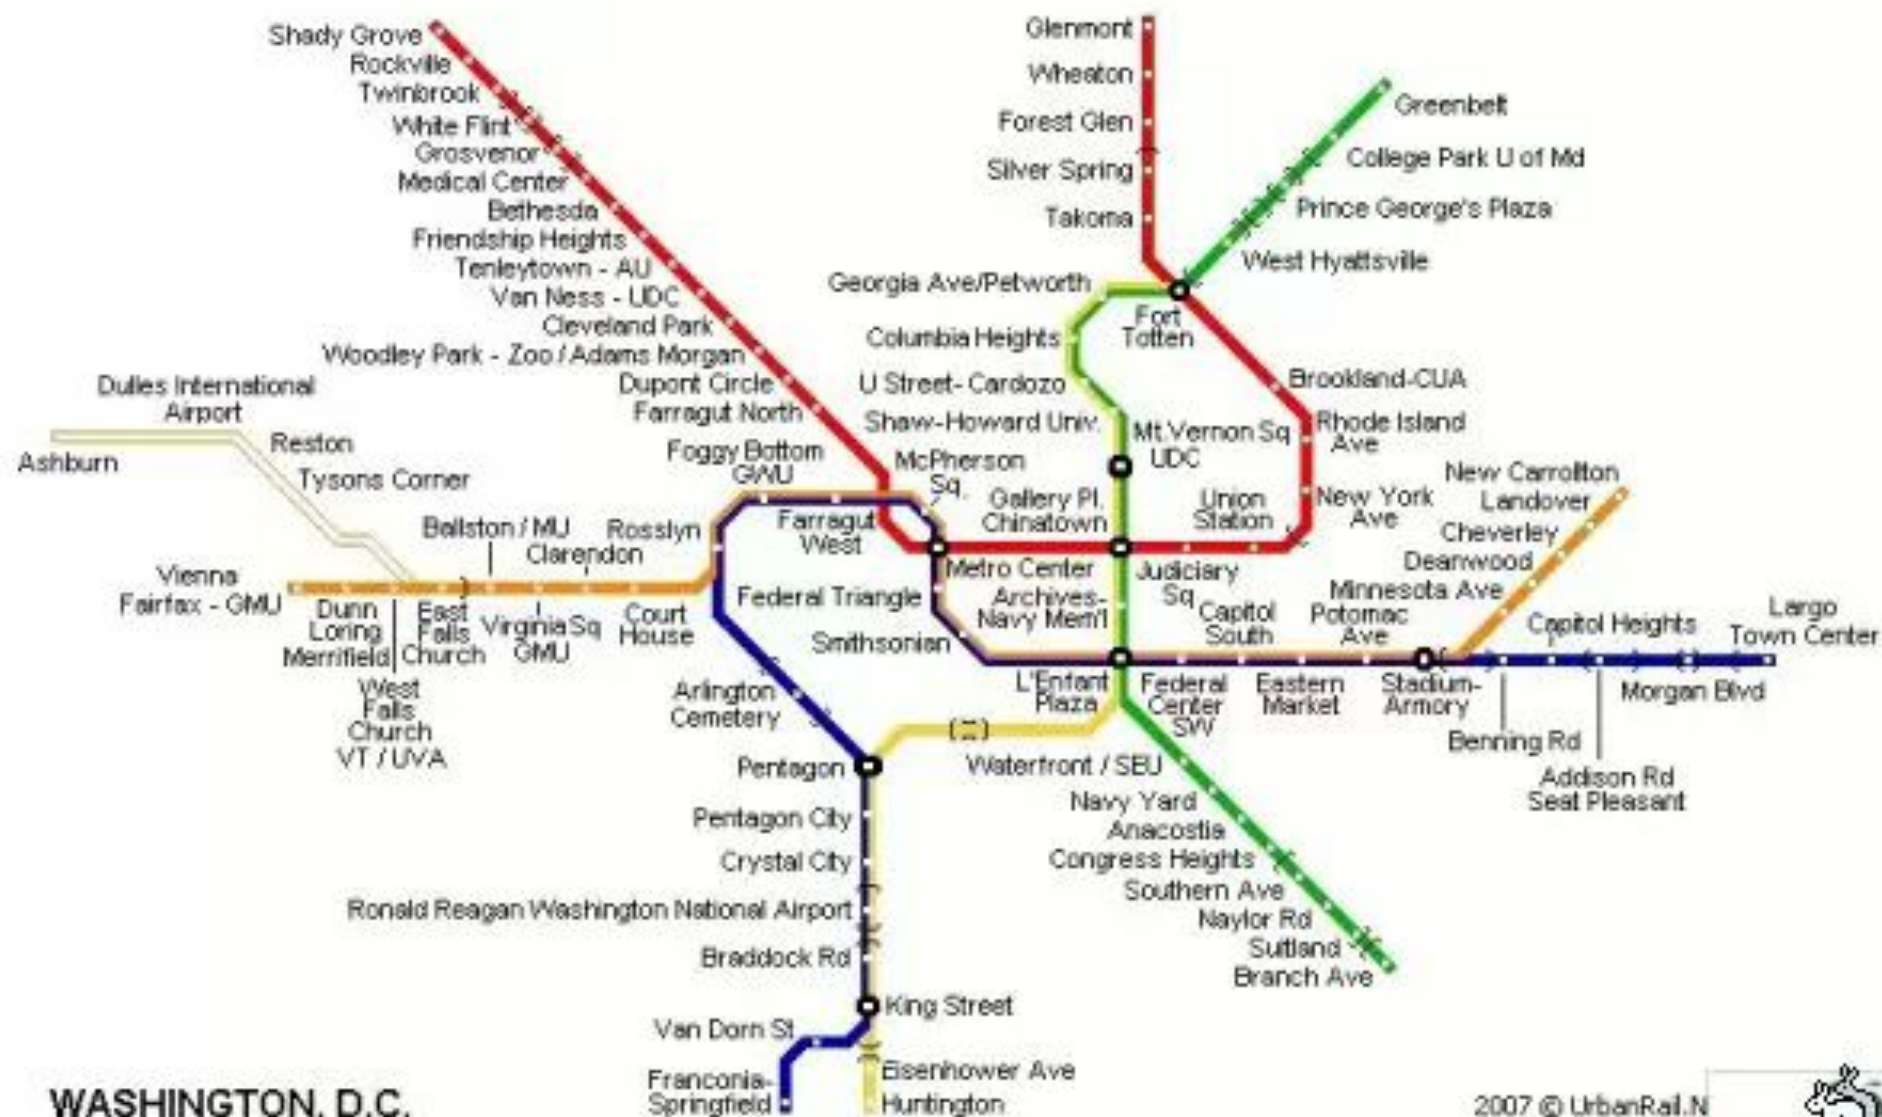 Shady Grove
Rockville
Twinbrook
White Flint
Grosvenor
Medical Center
Bethesda
Friendship Heights
Tenleytown - AU
Van Ness - UDC
Cleveland Park
Woodley Park - Zoo / Adams Morgan
Dupont Circle
Farragut North
Glenmont
Wheaton
Forest Glen
Silver Spring
Takoma
Greenbelt
College Park U of Md
Prince George's Plaza
West Hyattsville
Georgia Ave/Petworth
Fort
Totten
Columbia Heights
U Street- Cardozo
Shaw-Howard Univ.
Mt.Vernon Sq
UDC
Brookland-CUA
Rhode Island
Ave
New York
Ave
Union
Station
Gallery Pl.
Chinatown
McPherson
Sq.
Foggy Bottom
GWU
Farragut
West
Metro Center
Judiciary
Sq
Dulles International
Airport
Ashburn
Reston
Tysons Corner
Ballston / MU
Clarendon
Rosslyn
Vienna
Fairfax - GMU
Dunn
Loring
Merrifield
West
Falls
Church
VT / UVA
East
Falls
Church
Virginia Sq
GMU
Court
House
Federal Triangle
Smithsonian
Archives-
Navy Mem'l
L'Enfant
Plaza
Federal
Center
SW
Capitol
South
Eastern
Market
Potomac
Ave
Stadium-
Armory
New Carrollton
Landover
Cheverley
Deanwood
Minnesota Ave
Capitol Heights
Largo
Town Center
Morgan Blvd
Benning Rd
Addison Rd
Seat Pleasant
Arlington
Cemetery
Pentagon
Pentagon City
Crystal City
Ronald Reagan Washington National Airport
Braddock Rd
King Street
Van Dorn St
Franconia-
Springfield
Eisenhower Ave
Huntington
Waterfront / SEU
Navy Yard
Anacostia
Congress Heights
Southern Ave
Naylor Rd
Suitland
Branch Ave
WASHINGTON, D.C.
2007 © UrbanRail.N